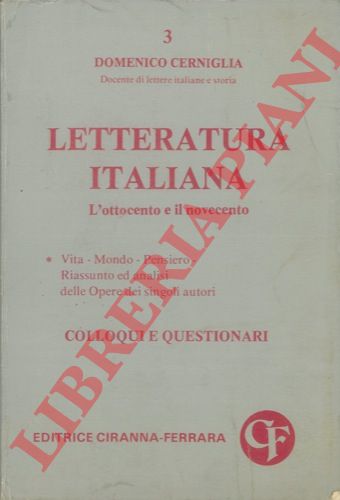 3
DOMENICO CERNIGLIA
Docente di lettere italiane e storia
LETTERATURA
ITALIANA
L'ottocento e il novecento
* Vita - Mondo - Pensiero -
Riassunto ed analisi
delle Opere dei singoli autori
COLLOQUI E QUESTIONARI
EDITRICE CIRANNA-FERRARA
CF
LIBRERIA PIANI